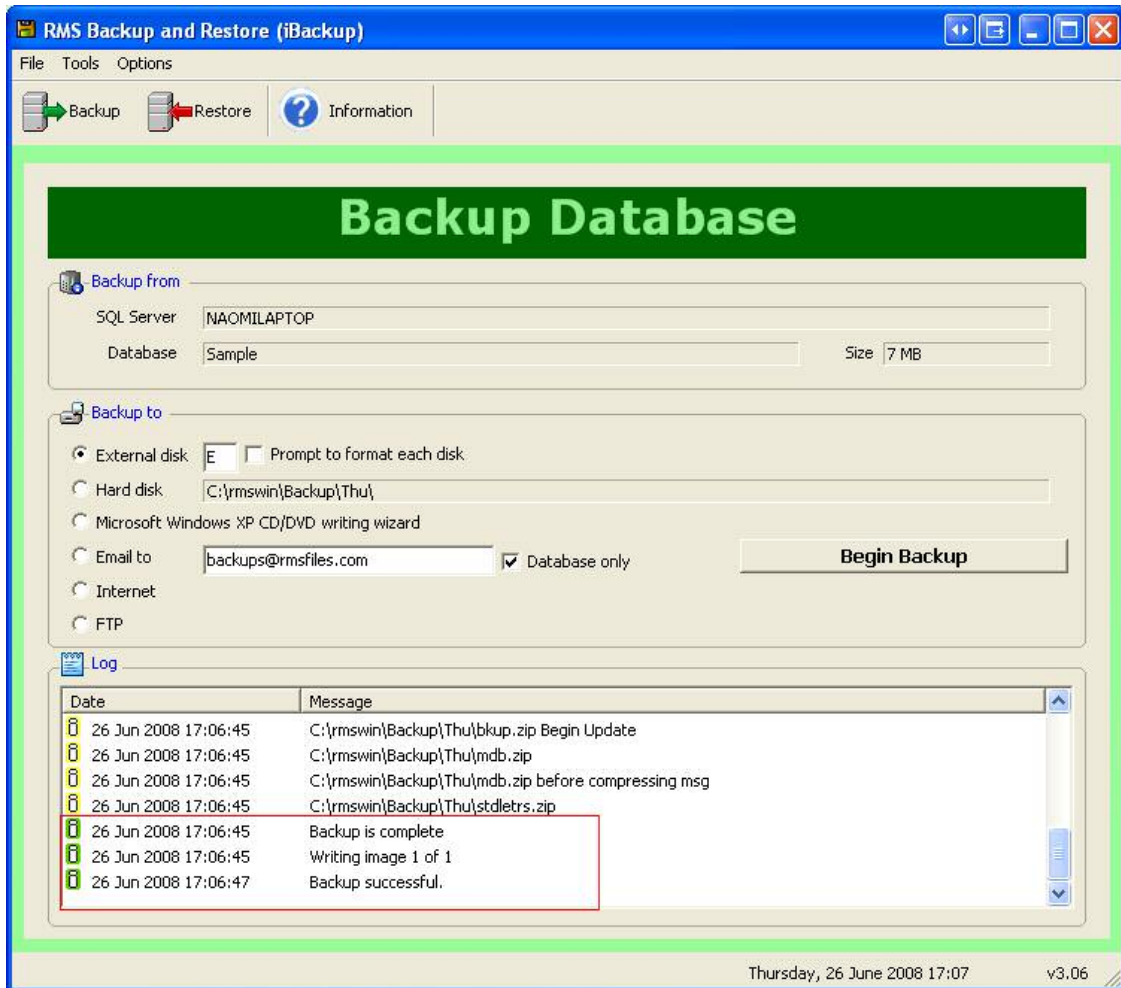 RMS Backup and Restore (iBackup)
File Tools Options
Backup Restore Information
Backup Database
Backup from
SQL Server NAOMILAPTOP
Database Sample Size 7 MB
Backup to
External disk E Prompt to format each disk
Hard disk C:\rmswin\Backup\Thu\
Microsoft Windows XP CD/DVD writing wizard
Email to backups@rmsfiles.com Database only Begin Backup
Internet
FTP
Log
Date Message
26 Jun 2008 17:06:45 C:\rmswin\Backup\Thu\bkup.zip Begin Update
26 Jun 2008 17:06:45 C:\rmswin\Backup\Thu\mdb.zip
26 Jun 2008 17:06:45 C:\rmswin\Backup\Thu\mdb.zip before compressing msg
26 Jun 2008 17:06:45 C:\rmswin\Backup\Thu\stdletrs.zip
26 Jun 2008 17:06:45 Backup is complete
26 Jun 2008 17:06:45 Writing image 1 of 1
26 Jun 2008 17:06:47 Backup successful.
Thursday, 26 June 2008 17:07 v3.06